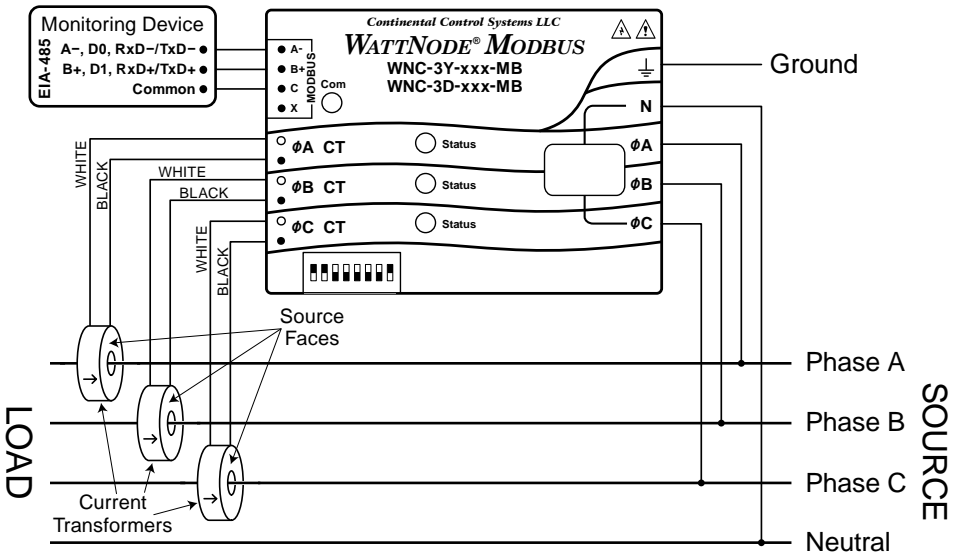 Monitoring Device
EIA-485
A−, D0, RxD−/TxD−
B+, D1, RxD+/TxD+
Common
Continental Control Systems LLC
WATTNODE® MODBUS
WNC-3Y-xxx-MB
WNC-3D-xxx-MB
A-
B+
C
X
MODBUS
Com
Ground
N
ϕA CT
Status
ϕA
ϕB CT
Status
ϕB
ϕC CT
Status
ϕC
WHITE
BLACK
WHITE
BLACK
WHITE
BLACK
Source
Faces
Phase A
Phase B
Phase C
Neutral
LOAD
SOURCE
Current
Transformers